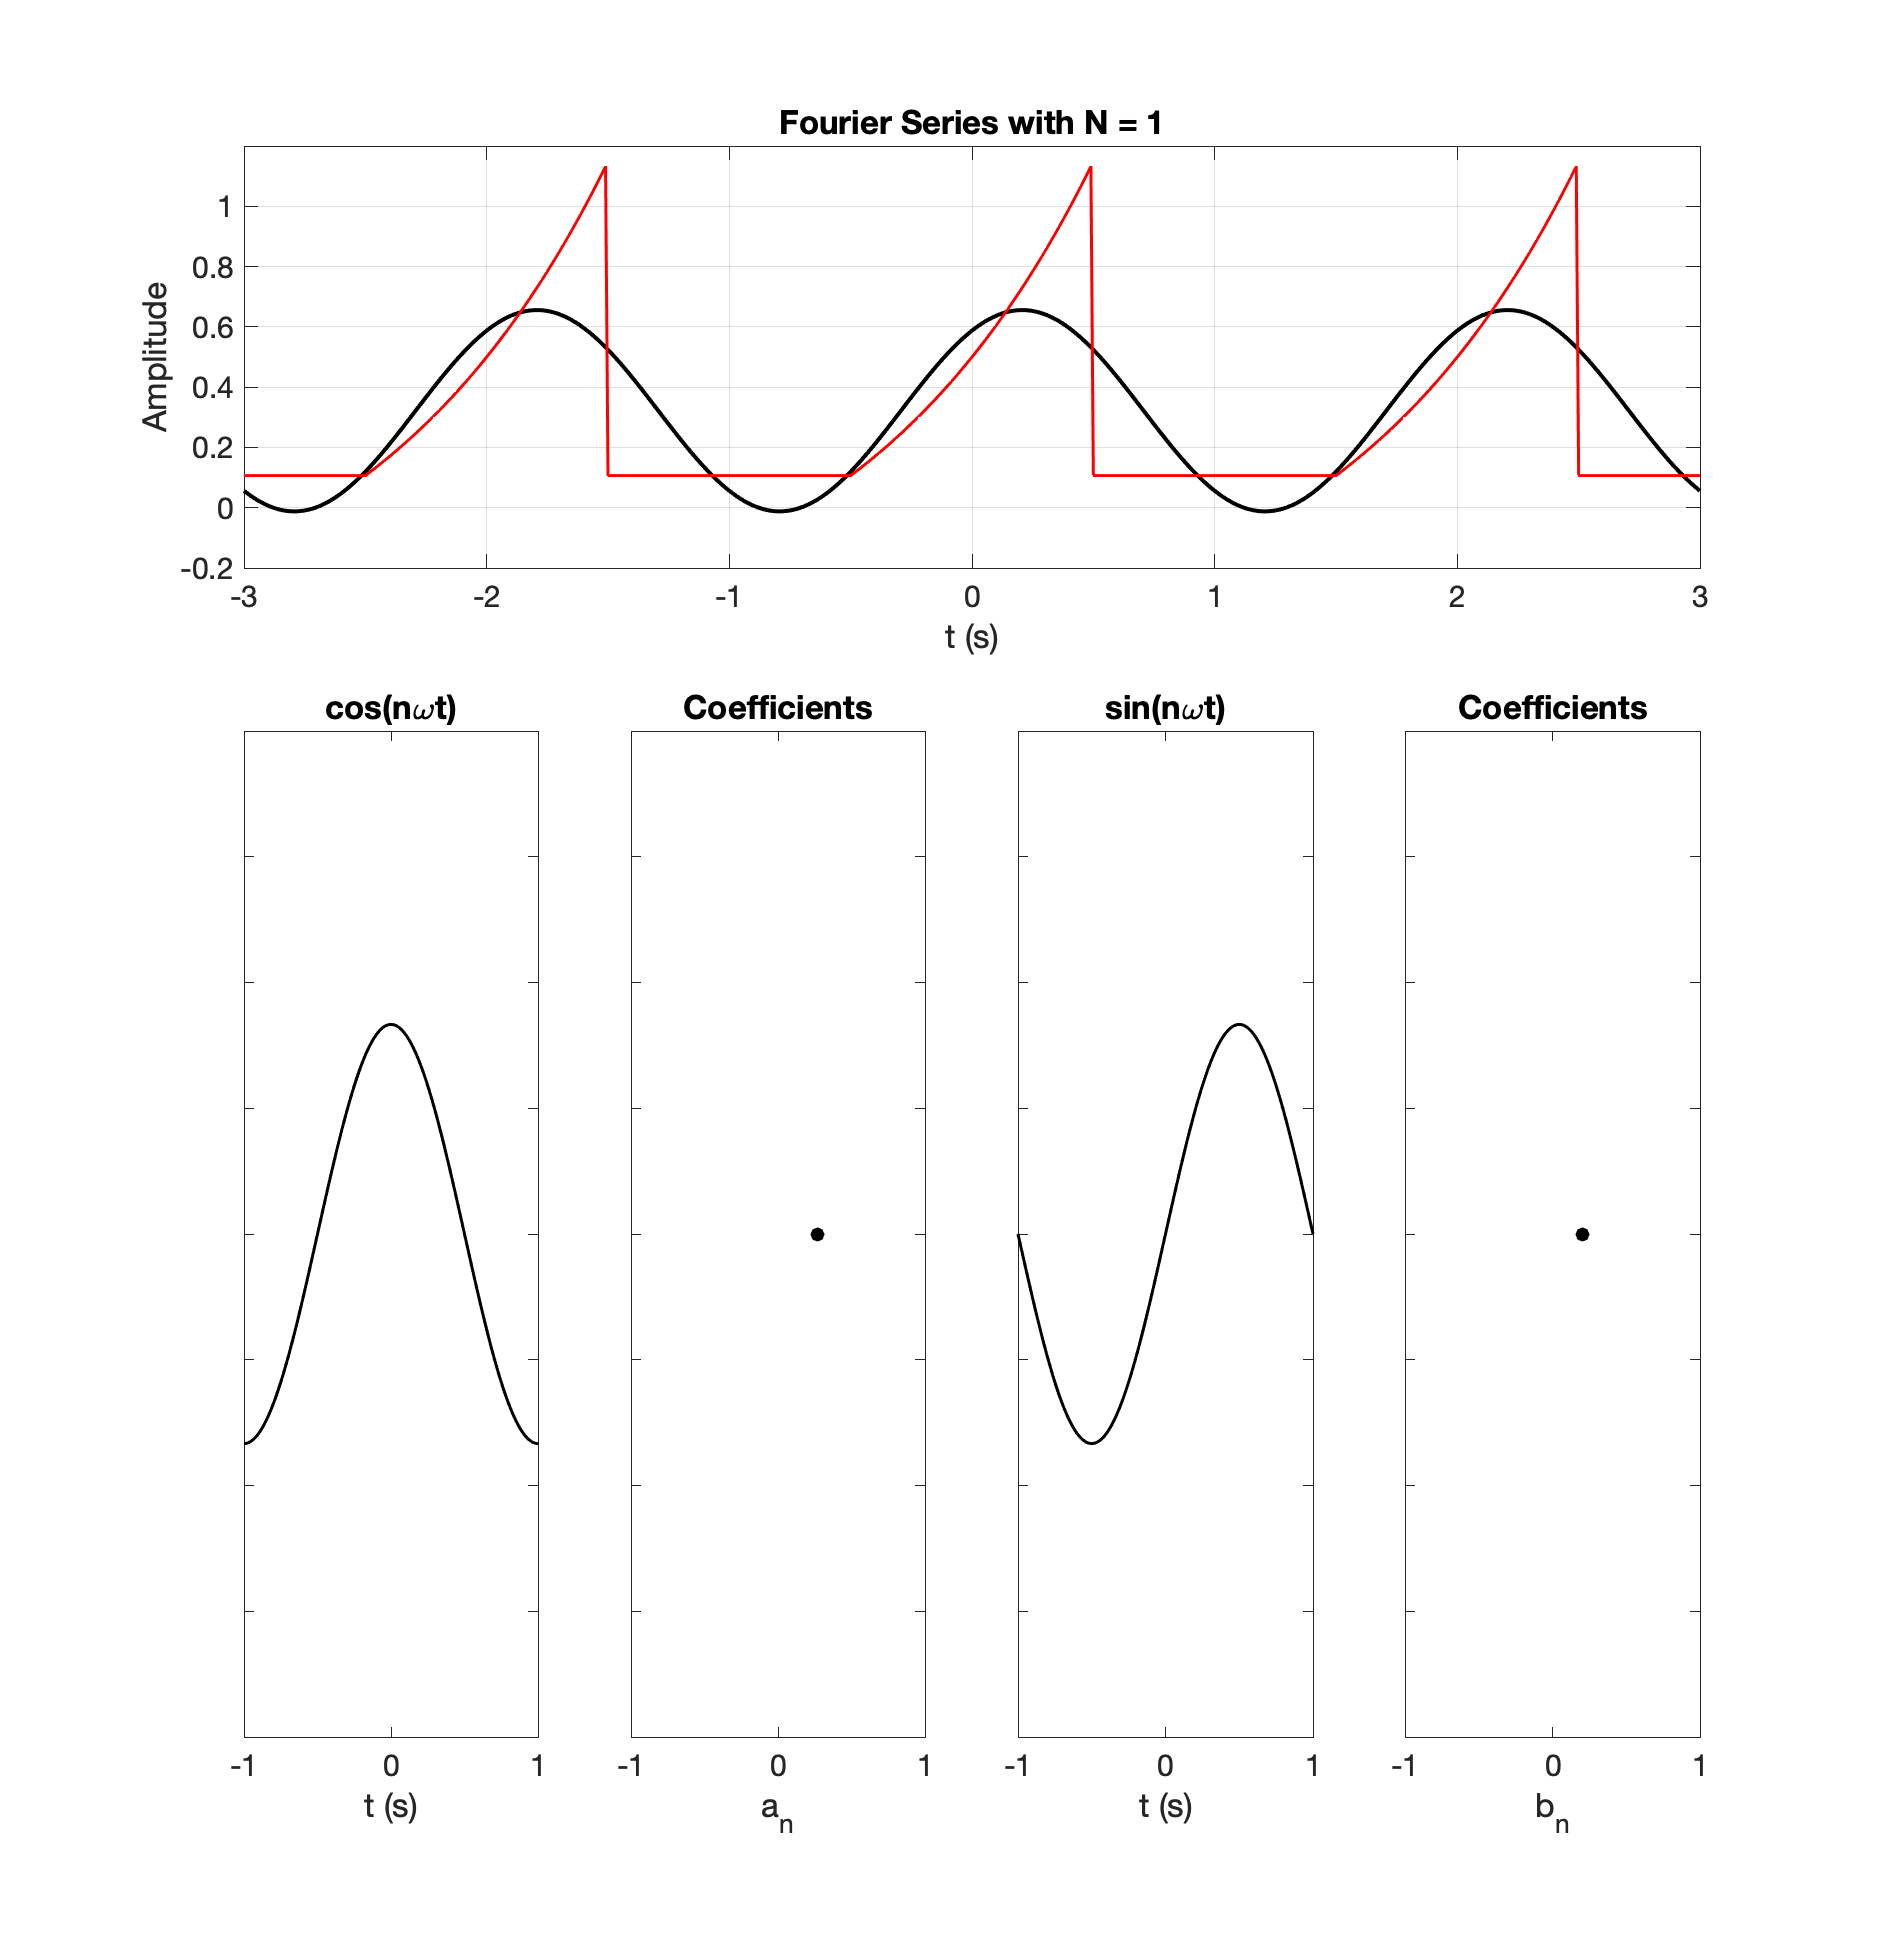 Fourier Series with N = 1
Amplitude
1
0.8
0.6
0.4
0.2
0
-0.2
-3 -2 -1 0 1 2 3
t (s)
cos(nωt) Coefficients sin(nωt) Coefficients
-1 0 1 -1 0 1 -1 0 1 -1 0 1
t (s) a_n t (s) b_n